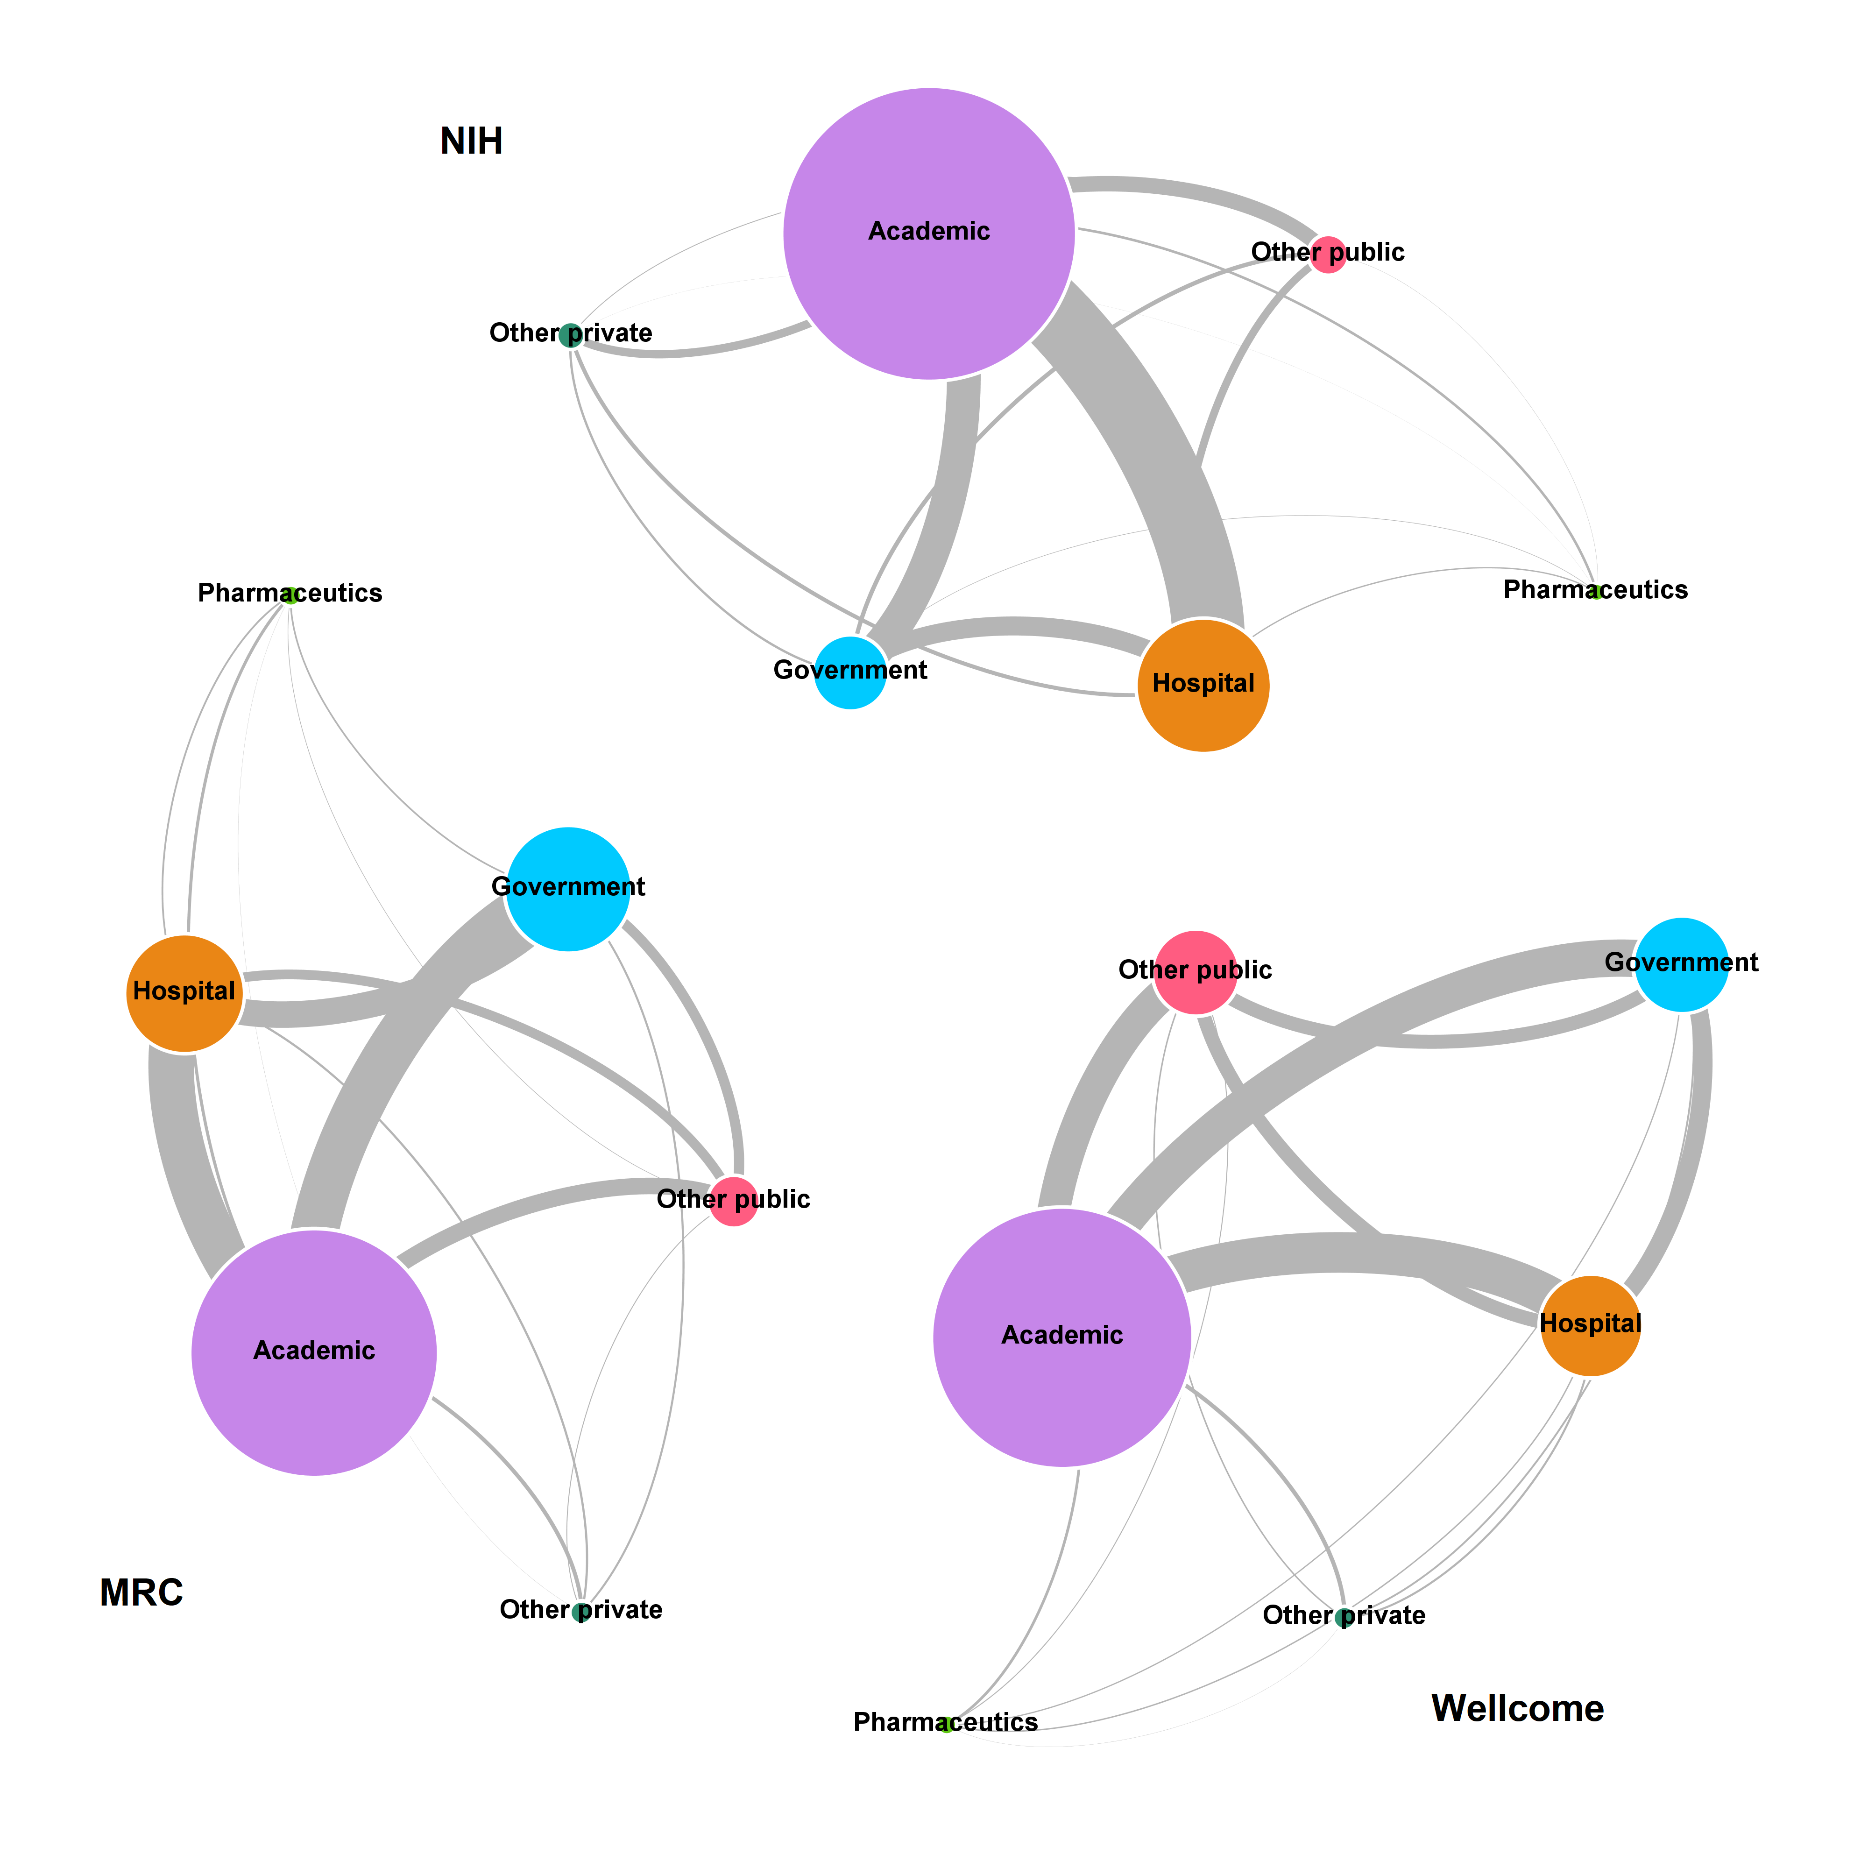 NIH
Academic
Other public
Other private
Pharmaceutics
Government
Hospital
Pharmaceutics
Government
Hospital
Other public
Academic
MRC
Other private
Other public
Government
Hospital
Academic
Other private
Pharmaceutics
Wellcome